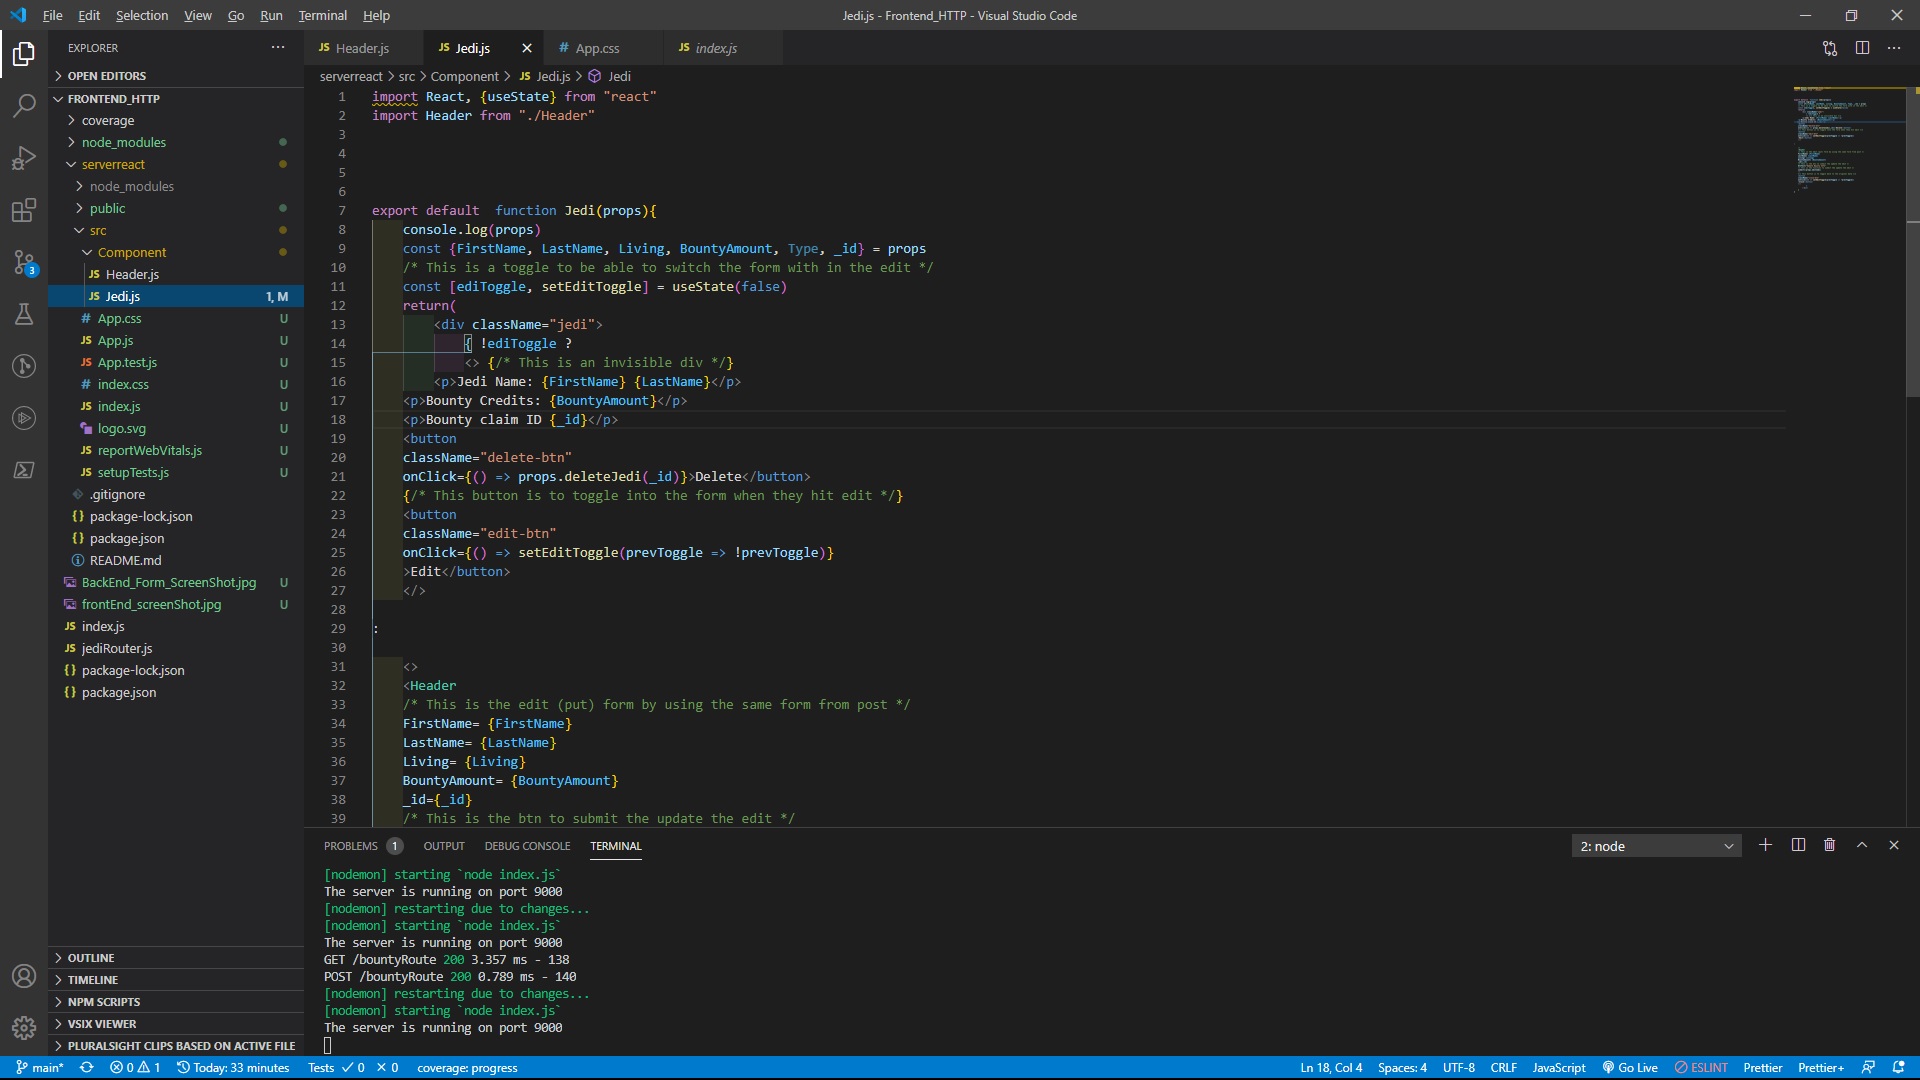 File Edit Selection View Go Run Terminal Help
Jedi.js - Frontend_HTTP - Visual Studio Code
EXPLORER
OPEN EDITORS
FRONTEND_HTTP
coverage
node_modules
serverreact
node_modules
public
src
Component
JS Header.js
JS Jedi.js 1, M
# App.css U
JS App.js U
JS App.test.js U
# index.css U
JS index.js U
logo.svg U
JS reportWebVitals.js U
JS setupTests.js U
.gitignore
{} package-lock.json
{} package.json
README.md
BackEnd_Form_ScreenShot.jpg U
frontEnd_screenShot.jpg U
JS index.js
JS jediRouter.js
{} package-lock.json
{} package.json
OUTLINE
TIMELINE
NPM SCRIPTS
VSIX VIEWER
PLURALSIGHT CLIPS BASED ON ACTIVE FILE
3
JS Header.js JS Jedi.js # App.css JS index.js
serverreact > src > Component > JS Jedi.js > Jedi
1 import React, {useState} from "react"
2 import Header from "./Header"
3
4
5
6
7 export default  function Jedi(props){
8 console.log(props)
9 const {FirstName, LastName, Living, BountyAmount, Type, _id} = props
10 /* This is a toggle to be able to switch the form with in the edit */
11 const [ediToggle, setEditToggle] = useState(false)
12 return(
13 <div className="jedi">
14 { !ediToggle ?
15 <> {/* This is an invisible div */}
16 <p>Jedi Name: {FirstName} {LastName}</p>
17 <p>Bounty Credits: {BountyAmount}</p>
18 <p>Bounty claim ID {_id}</p>
19 <button
20 className="delete-btn"
21 onClick={() => props.deleteJedi(_id)}>Delete</button>
22 {/* This button is to toggle into the form when they hit edit */}
23 <button
24 className="edit-btn"
25 onClick={() => setEditToggle(prevToggle => !prevToggle)}
26 >Edit</button>
27 </>
28
29 :
30
31 <>
32 <Header
33 /* This is the edit (put) form by using the same form from post */
34 FirstName= {FirstName}
35 LastName= {LastName}
36 Living= {Living}
37 BountyAmount= {BountyAmount}
38 _id={_id}
39 /* This is the btn to submit the update the edit */
PROBLEMS 1 OUTPUT DEBUG CONSOLE TERMINAL
2: node
[nodemon] starting `node index.js`
The server is running on port 9000
[nodemon] restarting due to changes...
[nodemon] starting `node index.js`
The server is running on port 9000
GET /bountyRoute 200 3.357 ms - 138
POST /bountyRoute 200 0.789 ms - 140
[nodemon] restarting due to changes...
[nodemon] starting `node index.js`
The server is running on port 9000
main* 0 1 Today: 33 minutes Tests 0 0 coverage: progress
Ln 18, Col 4 Spaces: 4 UTF-8 CRLF JavaScript Go Live ESLINT Prettier Prettier+